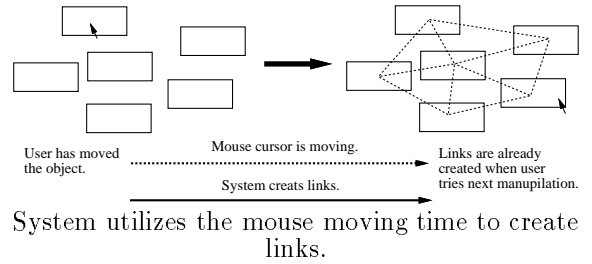 User has moved
the object.
Mouse cursor is moving.
Links are already
created when user
tries next manupilation.
System creats links.
System utilizes the mouse moving time to create
links.